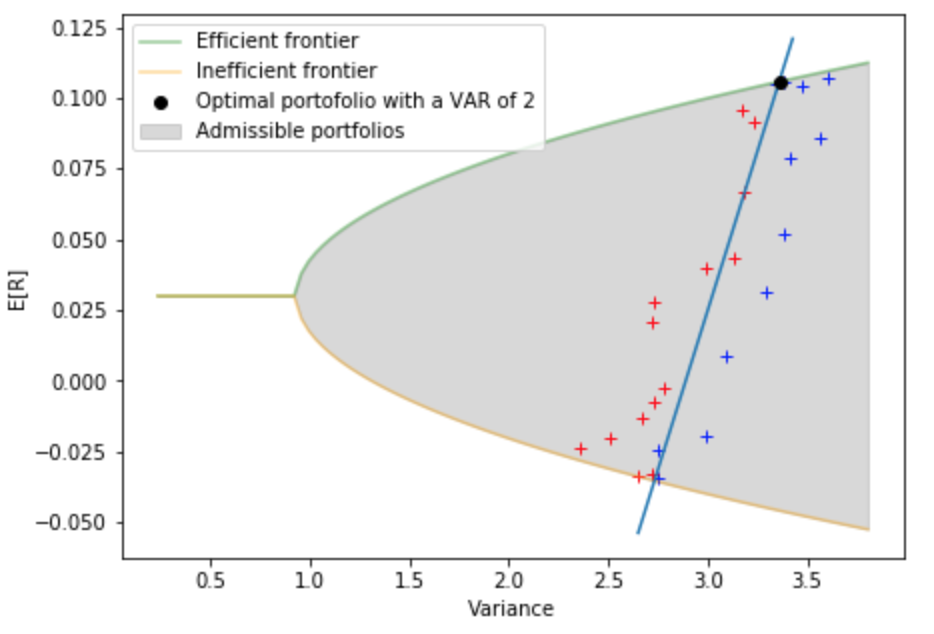 Efficient frontier
Inefficient frontier
Optimal portofolio with a VAR of 2
Admissible portfolios
0.125
0.100
0.075
0.050
0.025
0.000
−0.025
−0.050
E[R]
0.5 1.0 1.5 2.0 2.5 3.0 3.5
Variance